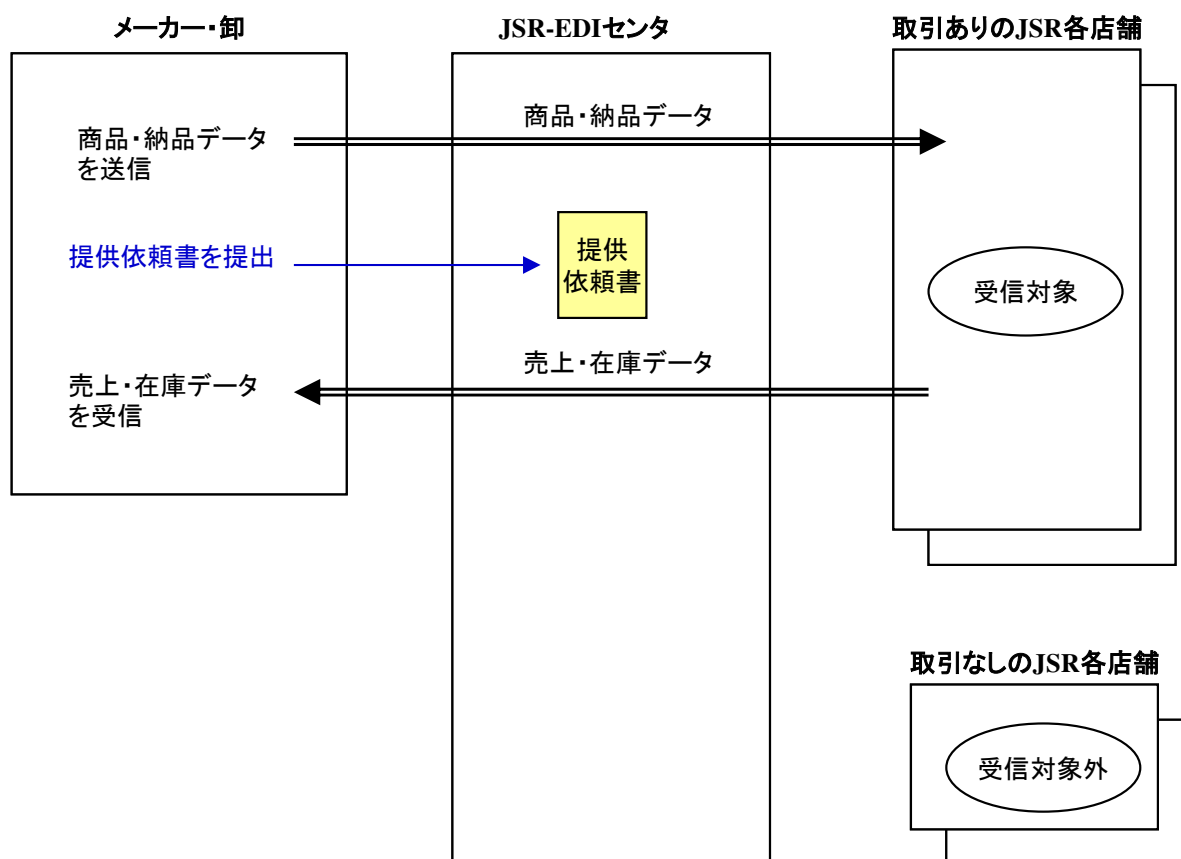 メーカー・卸
JSR-EDIセンタ
取引ありのJSR各店舗
商品・納品データ
を送信
商品・納品データ
提供依頼書を提出
提供
依頼書
受信対象
売上・在庫データ
を受信
売上・在庫データ
取引なしのJSR各店舗
受信対象外